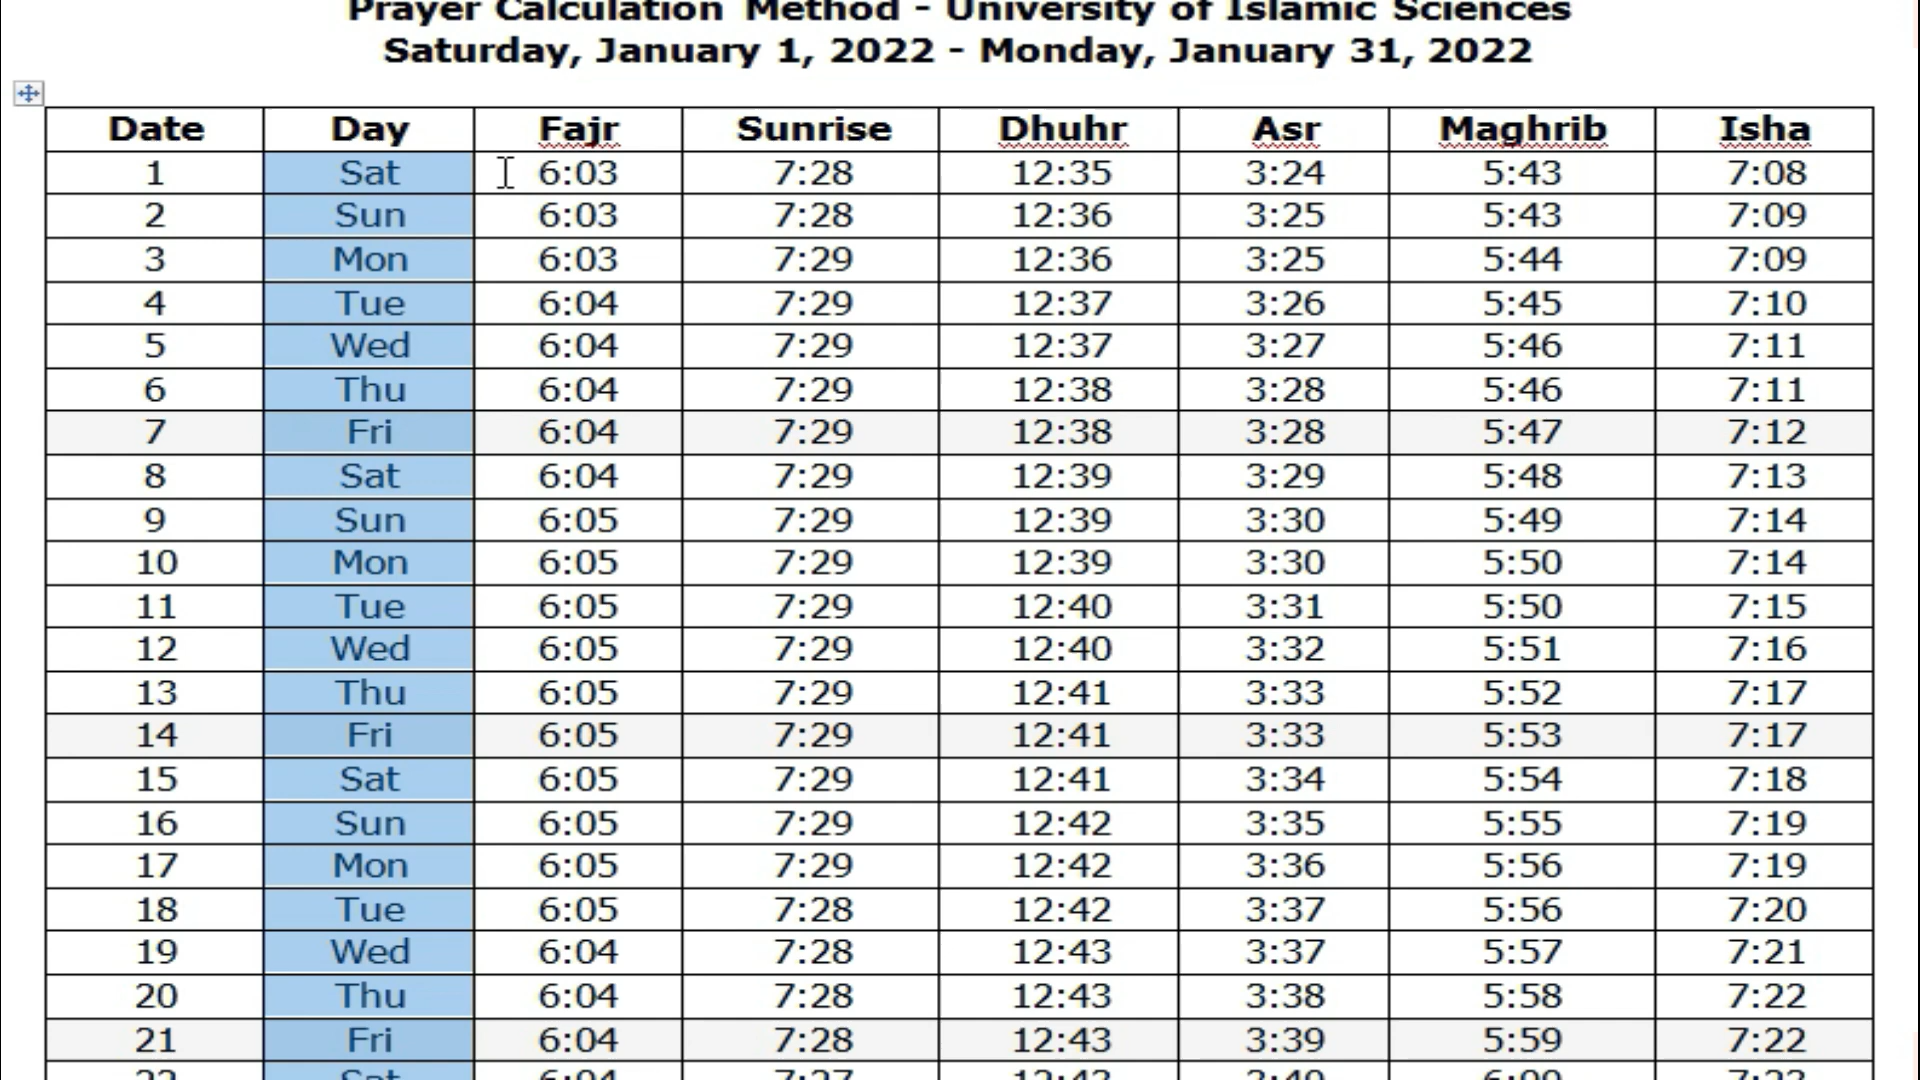 Prayer Calculation Method - University of Islamic Sciences
Saturday, January 1, 2022 - Monday, January 31, 2022
Date Day Fajr Sunrise Dhuhr Asr Maghrib Isha
1 Sat 6:03 7:28 12:35 3:24 5:43 7:08
2 Sun 6:03 7:28 12:36 3:25 5:43 7:09
3 Mon 6:03 7:29 12:36 3:25 5:44 7:09
4 Tue 6:04 7:29 12:37 3:26 5:45 7:10
5 Wed 6:04 7:29 12:37 3:27 5:46 7:11
6 Thu 6:04 7:29 12:38 3:28 5:46 7:11
7 Fri 6:04 7:29 12:38 3:28 5:47 7:12
8 Sat 6:04 7:29 12:39 3:29 5:48 7:13
9 Sun 6:05 7:29 12:39 3:30 5:49 7:14
10 Mon 6:05 7:29 12:39 3:30 5:50 7:14
11 Tue 6:05 7:29 12:40 3:31 5:50 7:15
12 Wed 6:05 7:29 12:40 3:32 5:51 7:16
13 Thu 6:05 7:29 12:41 3:33 5:52 7:17
14 Fri 6:05 7:29 12:41 3:33 5:53 7:17
15 Sat 6:05 7:29 12:41 3:34 5:54 7:18
16 Sun 6:05 7:29 12:42 3:35 5:55 7:19
17 Mon 6:05 7:29 12:42 3:36 5:56 7:19
18 Tue 6:05 7:28 12:42 3:37 5:56 7:20
19 Wed 6:04 7:28 12:43 3:37 5:57 7:21
20 Thu 6:04 7:28 12:43 3:38 5:58 7:22
21 Fri 6:04 7:28 12:43 3:39 5:59 7:22